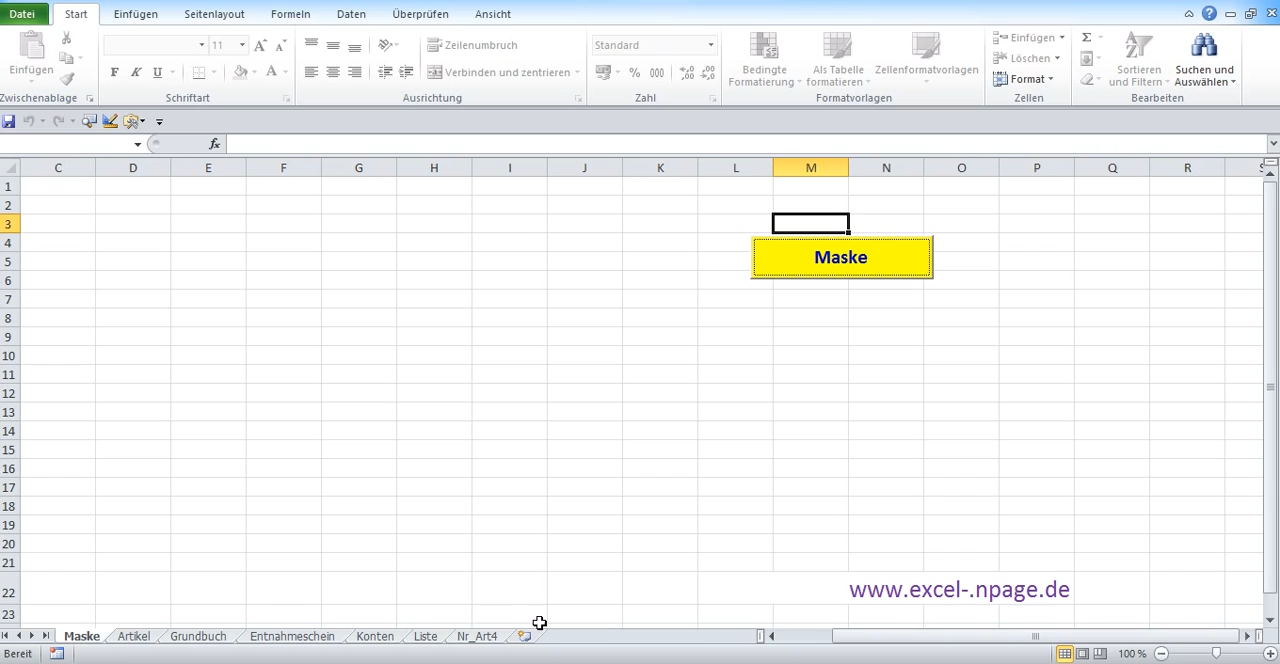 Datei Start Einfügen Seitenlayout Formeln Daten Überprüfen Ansicht
Einfügen
Zwischenablage
11 A A
F K U
Schriftart
Zeilenumbruch
Verbinden und zentrieren
Ausrichtung
Standard
% 000
Zahl
Bedingte Formatierung
Als Tabelle formatieren
Zellenformatvorlagen
Formatvorlagen
Einfügen
Löschen
Format
Zellen
Σ
Sortieren und Filtern
Suchen und Auswählen
Bearbeiten
fx
C D E F G H I J K L M N O P Q R S
1
2
3
4
5
6
7
8
9
10
11
12
13
14
15
16
17
18
19
20
21
22
23
Maske
www.excel-.npage.de
Maske Artikel Grundbuch Entnahmeschein Konten Liste Nr_Art4
Bereit 100 %